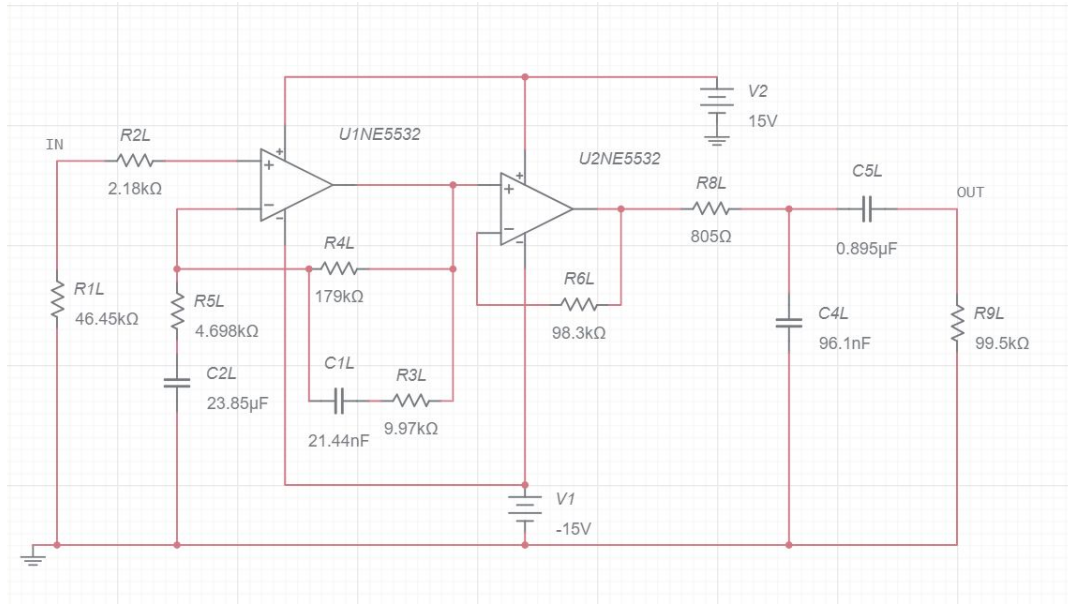 V2
15V
U1NE5532
IN
R2L
2.18kΩ
U2NE5532
C5L
R8L
OUT
805Ω
0.895µF
R4L
179kΩ
R6L
98.3kΩ
R1L
46.45kΩ
R5L
4.698kΩ
C4L
96.1nF
R9L
99.5kΩ
C2L
23.85µF
C1L
21.44nF
R3L
9.97kΩ
V1
-15V
+
−
+
-
+
−
+
-